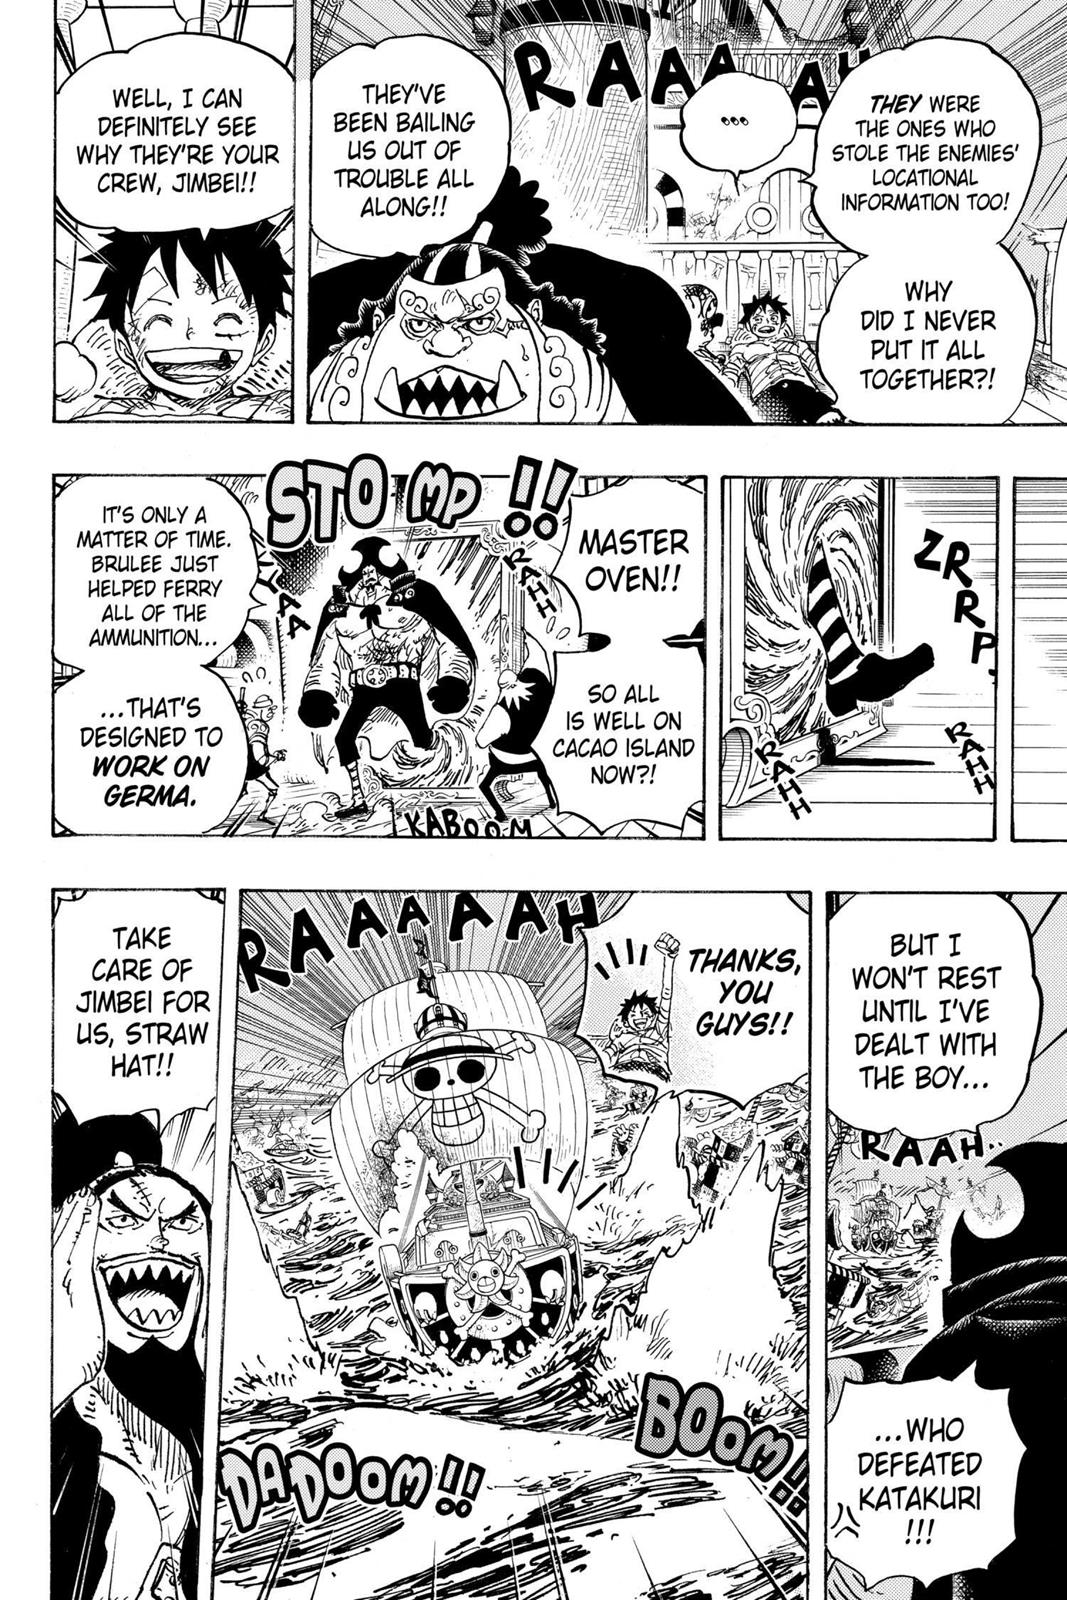 RAAAAH
THEY WERE
THE ONES WHO
STOLE THE ENEMIES'
LOCATIONAL
INFORMATION TOO!
WHY
DID I NEVER
PUT IT ALL
TOGETHER?!
...
THEY'VE
BEEN BAILING
US OUT OF
TROUBLE ALL
ALONG!!
WELL, I CAN
DEFINITELY SEE
WHY THEY'RE YOUR
CREW, JIMBEI!!
ZRRP.
RAHH
RAHH
MASTER
OVEN!!
SO ALL
IS WELL ON
CACAO ISLAND
NOW?!
STOMP!!
RAHH
YAA
KABOOM
IT'S ONLY A
MATTER OF TIME.
BRULEE JUST
HELPED FERRY
ALL OF THE
AMMUNITION...
...THAT'S
DESIGNED TO
WORK ON
GERMA.
BUT I
WON'T REST
UNTIL I'VE
DEALT WITH
THE BOY...
RAAH..
...WHO
DEFEATED
KATAKURI
!!!
THANKS,
YOU
GUYS!!
RAAAAAAH
BOOM!!
DADOOM!!
TAKE
CARE OF
JIMBEI FOR
US, STRAW
HAT!!